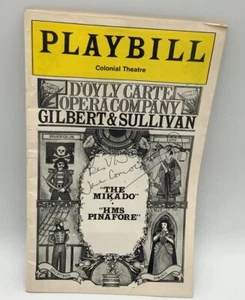 PLAYBILL
Colonial Theatre
D'OYLY CARTE
OPERA COMPANY
GILBERT & SULLIVAN
"THE
MIKADO"
•
"HMS
PINAFORE"